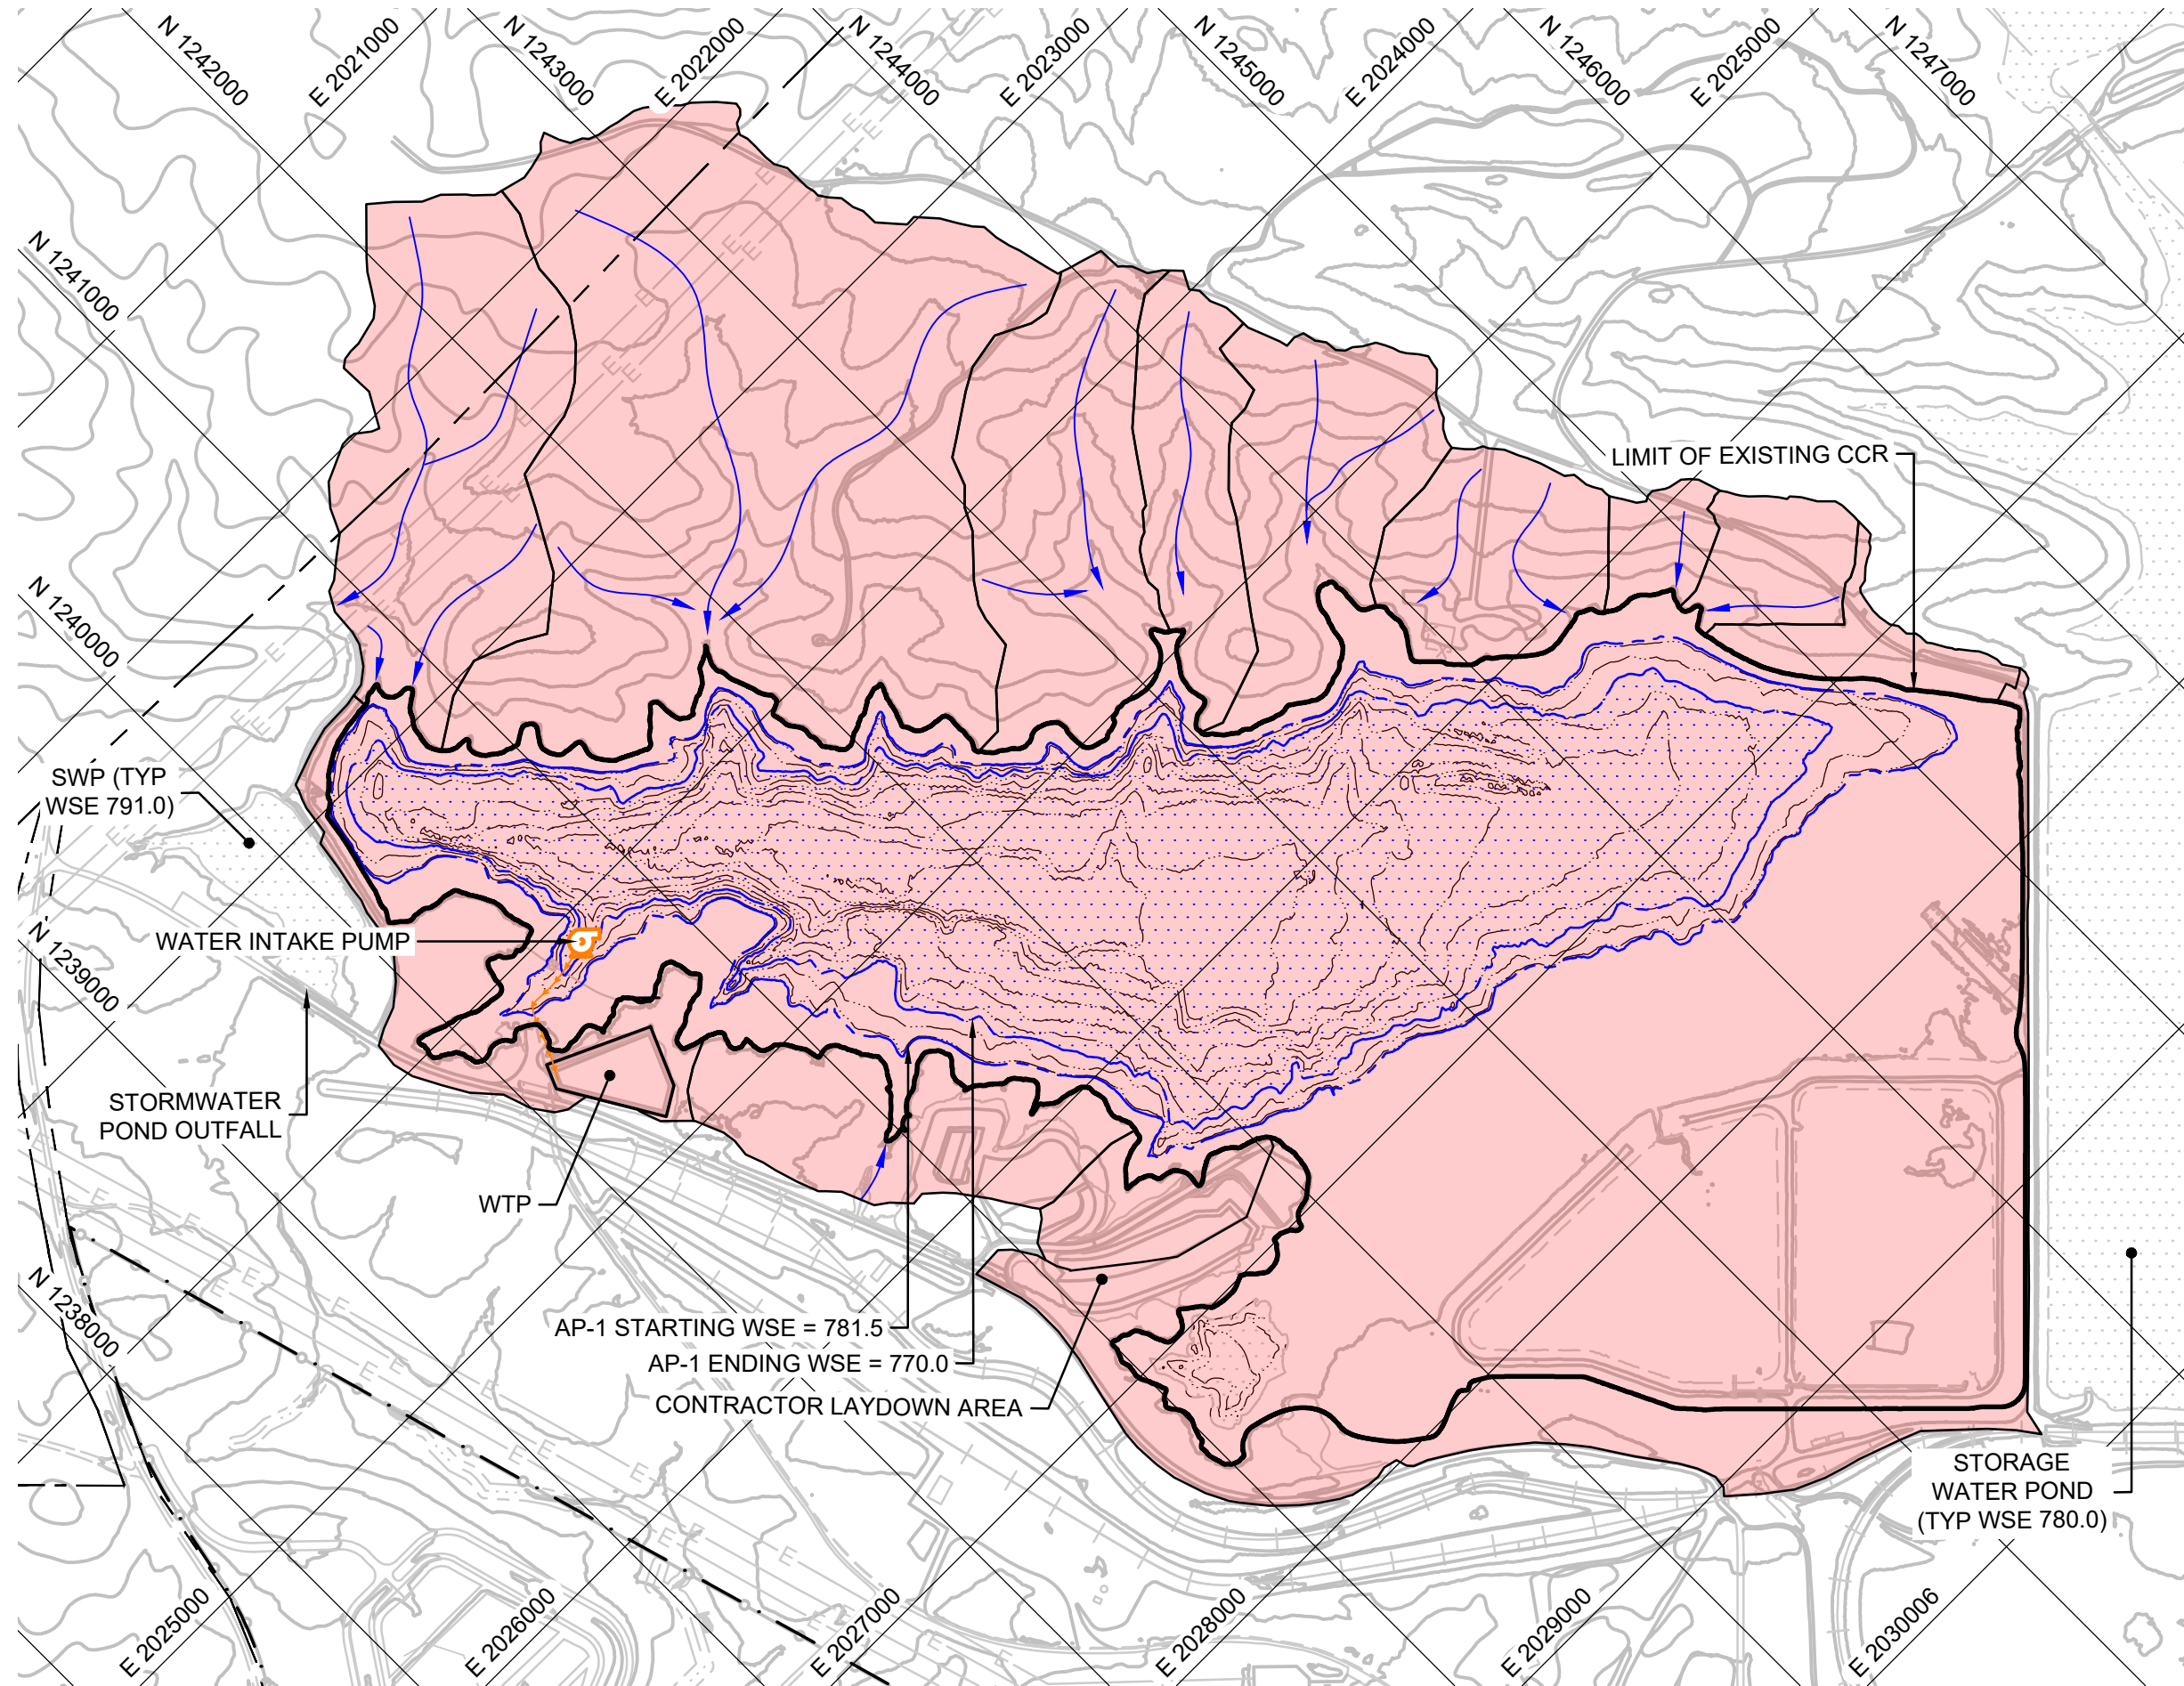 N 1242000
E 2021000
N 1243000
E 2022000
N 1244000
E 2023000
N 1245000
E 2024000
N 1246000
E 2025000
N 1247000
N 1241000
N 1240000
N 1239000
N 1238000
LIMIT OF EXISTING CCR
SWP (TYP
WSE 791.0)
WATER INTAKE PUMP
STORMWATER
POND OUTFALL
WTP
AP-1 STARTING WSE = 781.5
AP-1 ENDING WSE = 770.0
CONTRACTOR LAYDOWN AREA
STORAGE
WATER POND
(TYP WSE 780.0)
E 2025000
E 2026000
E 2027000
E 2028000
E 2029000
E 2030006